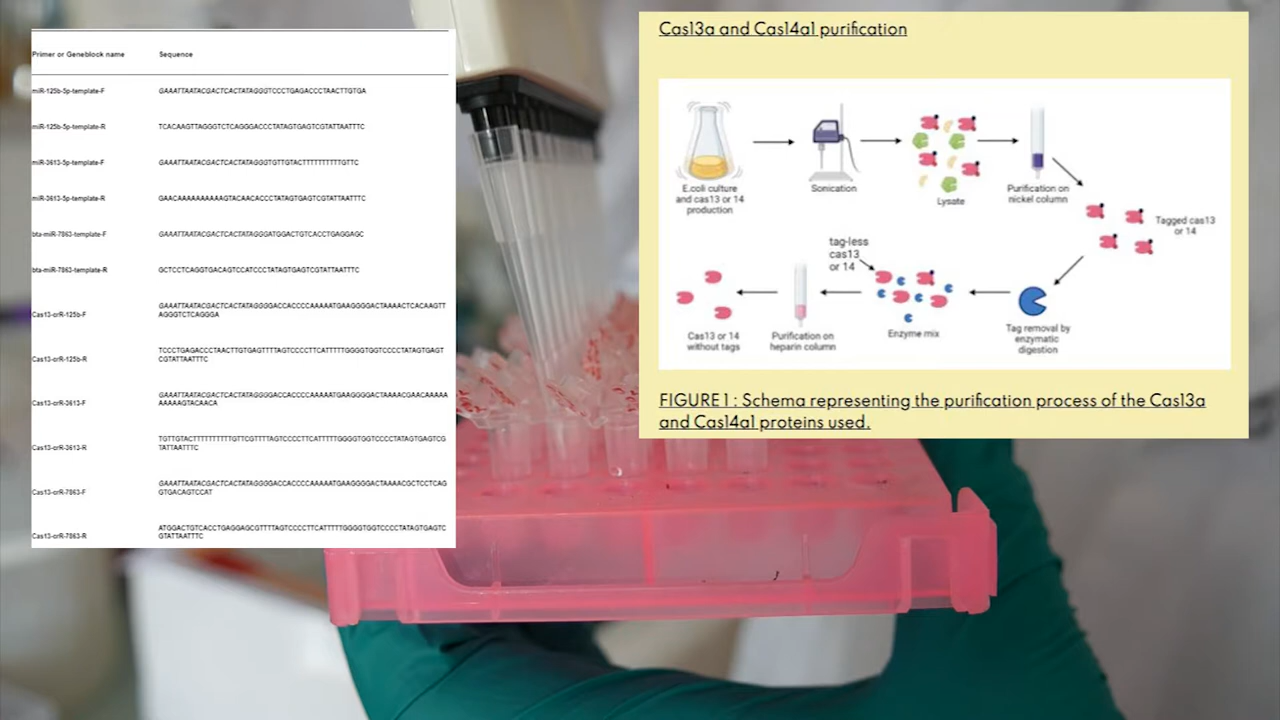 Primer or Geneblock name Sequence
miR-125b-5p-template-F GAAATTAATACGACTCACTATAGGGTCCCTGAGACCCTAACTTGTGA
miR-125b-5p-template-R TCACAAGTTAGGGTCTCAGGGACCCTATAGTGAGTCGTATTAATTTC
miR-3613-5p-template-F GAAATTAATACGACTCACTATAGGGTGTTGTACTTTTTTTTTTGTTC
miR-3613-5p-template-R GAACAAAAAAAAAAGTACAACACCCTATAGTGAGTCGTATTAATTTC
bta-miR-7863-template-F GAAATTAATACGACTCACTATAGGGATGGACTGTCACCTGAGGAGC
bta-miR-7863-template-R GCTCCTCAGGTGACAGTCCATCCCTATAGTGAGTCGTATTAATTTC
Cas13-crR-125b-F GAAATTAATACGACTCACTATAGGGGACCACCCCAAAAATGAAGGGGACTAAAACTCACAAGTT
AGGGTCTCAGGGA
Cas13-crR-125b-R TCCCTGAGACCCTAACTTGTGAGTTTTAGTCCCCTTCATTTTTGGGGTGGTCCCCTATAGTGAGT
CGTATTAATTTC
Cas13-crR-3613-F GAAATTAATACGACTCACTATAGGGGACCACCCCAAAAATGAAGGGGACTAAAACGAACAAAAA
AAAAAGTACAACA
Cas13-crR-3613-R TGTTGTACTTTTTTTTTTGTTCGTTTTAGTCCCCTTCATTTTTGGGGTGGTCCCCTATAGTGAGTCG
TATTAATTTC
Cas13-crR-7863-F GAAATTAATACGACTCACTATAGGGGACCACCCCAAAAATGAAGGGGACTAAAACGCTCCTCAG
GTGACAGTCCAT
Cas13-crR-7863-R ATGGACTGTCACCTGAGGAGCGTTTTAGTCCCCTTCATTTTTGGGGTGGTCCCCTATAGTGAGTC
GTATTAATTTC
Cas13a and Cas14a1 purification
E.coli culture
and cas13 or 14
production
Sonication
Lysate
Purification on
nickel column
Tagged cas13
or 14
tag-less
cas13
or 14
Cas13 or 14
without tags
Purification on
heparin column
Enzyme mix
Tag removal by
enzymatic
digestion
FIGURE 1 : Schema representing the purification process of the Cas13a
and Cas14a1 proteins used.